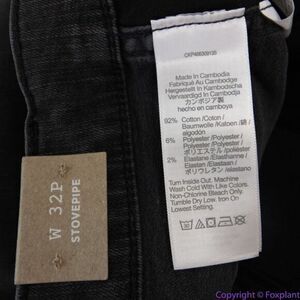 CKP466309135
Made in Cambodia
Fabriqué Au Cambodge
Hergestellt in Kambodscha
Vervaardigd In Cambodja
カンボジア製
hecho en camboya
92% Cotton/Coton/
Baumwolle/Katoen/綿/
algodón
6% Polyester/Polyester/
Polyester/Polyester/
ポリエステル/poliéster
2% Elastane/Elasthanne/
Elastan/Elastaan/
ポリウレタン/elastano
Turn Inside Out, Machine
Wash Cold With Like Colors.
Non-Chlorine Bleach Only.
Tumble Dry Low. Iron On
Lowest Setting.
W 32P
STOVEPIPE
Copyright @ Foxplant